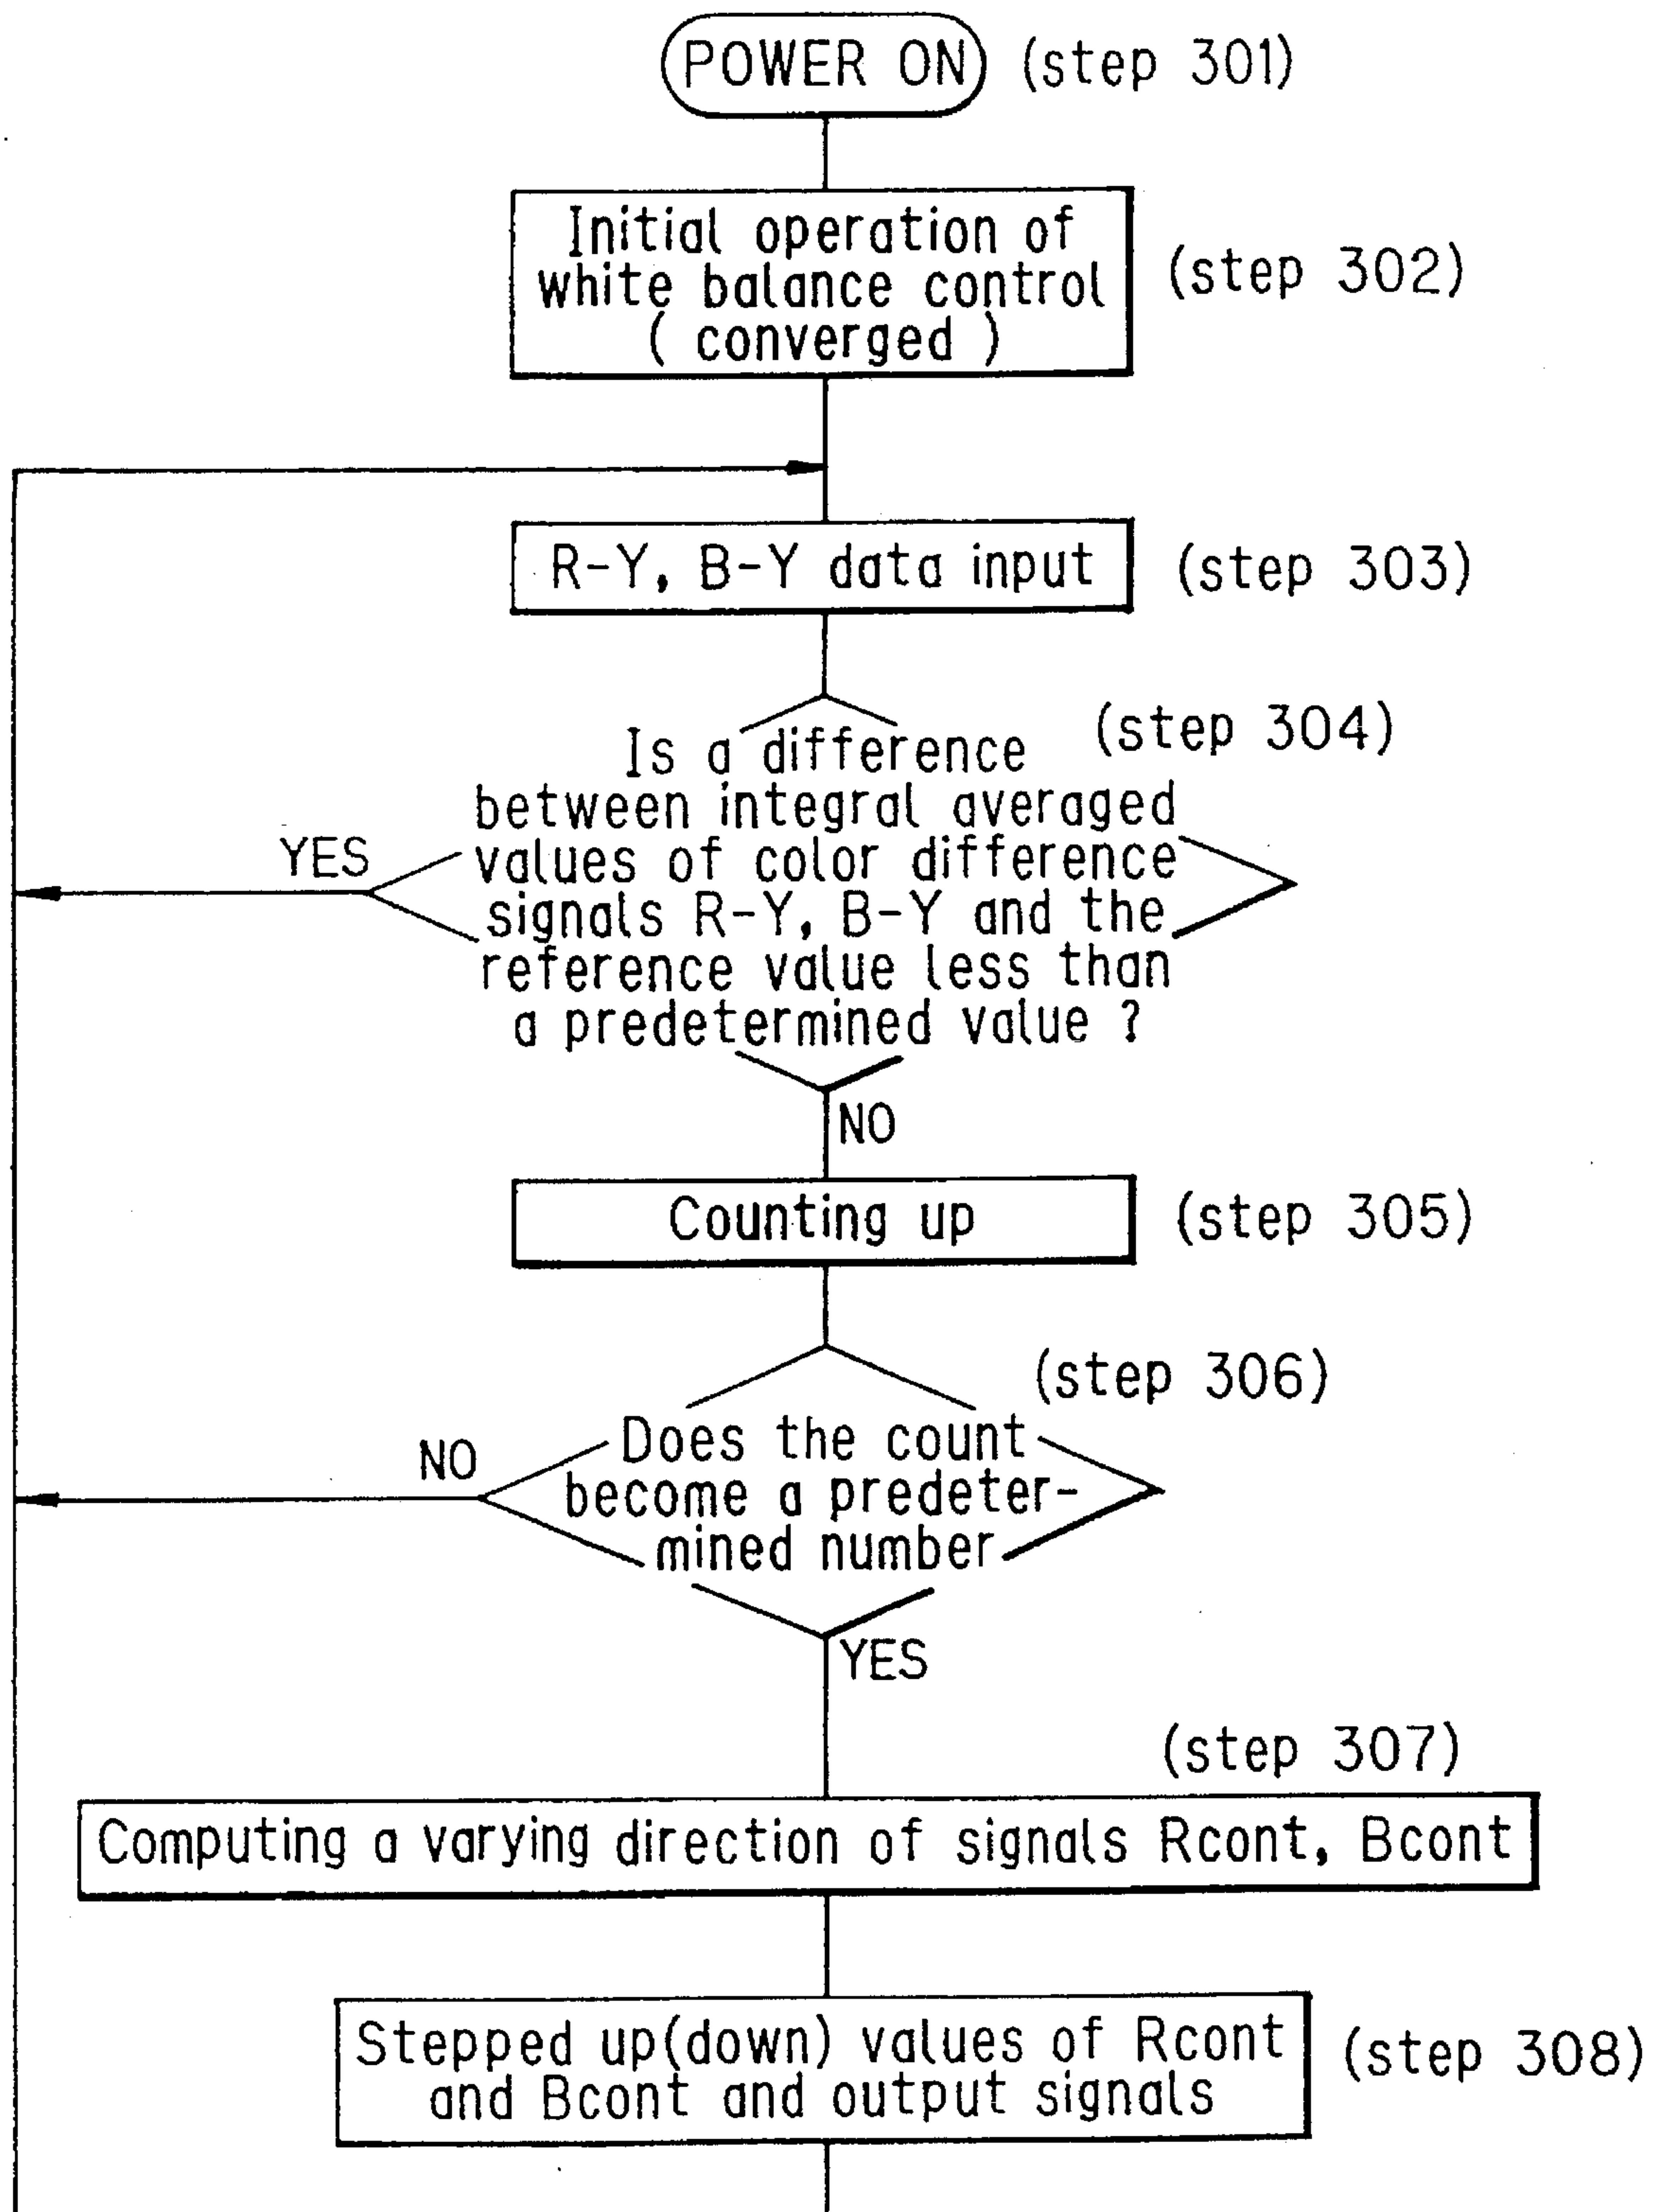 POWER ON (step 301)
Initial operation of
white balance control
( converged )
(step 302)
R-Y, B-Y data input (step 303)
(step 304)
Is a difference
between integral averaged
values of color difference
signals R-Y, B-Y and the
reference value less than
a predetermined value ?
YES
NO
Counting up (step 305)
(step 306)
Does the count
become a predeter-
mined number
NO
YES
(step 307)
Computing a varying direction of signals Rcont, Bcont
Stepped up(down) values of Rcont
and Bcont and output signals
(step 308)